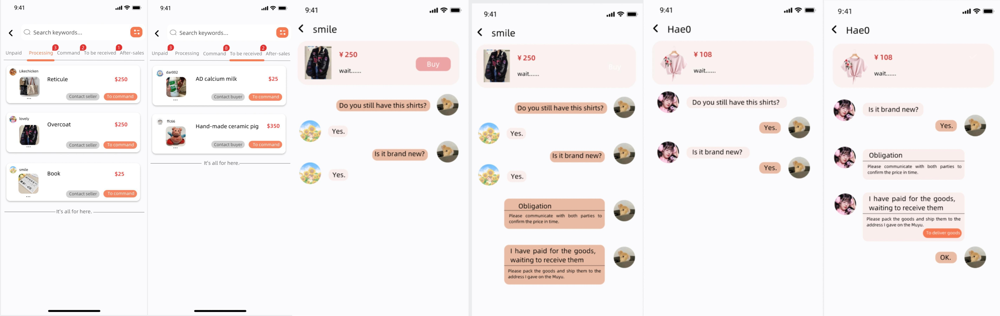 9:41
Search keywords...
3 2 1
Unpaid Processing Command To be received After-sales
Likechicken
Reticule $250
Contact seller To command
...
lovely
Overcoat $250
Contact seller To command
...
smile
Book $25
Contact seller To command
...
It's all for here.
9:41
Search keywords...
3 8 2
Unpaid Processing Command To be received After-sales
dar002
AD calcium milk $25
Contact buyer To command
...
ffc66
Hand-made ceramic pig $350
Contact buyer To command
...
It's all for here.
9:41
smile
¥ 250
Buy
wait......
Do you still have this shirts?
Yes.
Is it brand new?
Yes.
9:41
smile
¥ 250
Buy
wait......
Do you still have this shirts?
Yes.
Is it brand new?
Yes.
Obligation
Please communicate with both parties to
confirm the price in time.
I have paid for the goods,
waiting to receive them
Please pack the goods and ship them to the
address I gave on the Muyu.
9:41
Hae0
¥ 108
wait......
Do you still have this shirts?
Yes.
Is it brand new?
Yes.
9:41
Hae0
¥ 108
wait......
Is it brand new?
Yes.
Obligation
Please communicate with both parties to
confirm the price in time.
I have paid for the goods,
waiting to receive them
Please pack the goods and ship them to the
address I gave on the Muyu.
To deliver goods
OK.